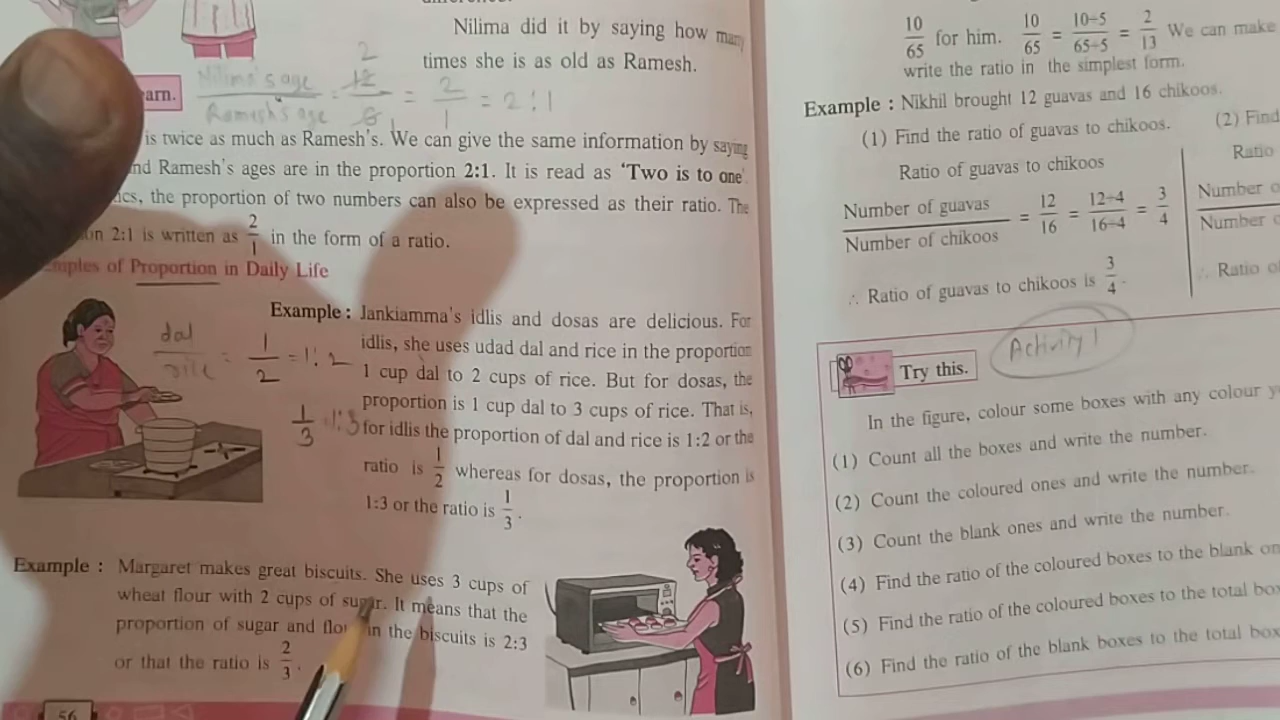 Nilima did it by saying how many
times she is as old as Ramesh.
earn.
Nilima's age / Ramesh's age = 12 2 / 6 1 = 2/1 = 2:1
is twice as much as Ramesh's. We can give the same information by saying
nd Ramesh's ages are in the proportion 2:1. It is read as 'Two is to one'.
ics, the proportion of two numbers can also be expressed as their ratio. The
on 2:1 is written as 2/1 in the form of a ratio.
mples of Proportion in Daily Life
Example : Jankiamma's idlis and dosas are delicious. For
idlis, she uses udad dal and rice in the proportion
1 cup dal to 2 cups of rice. But for dosas, the
proportion is 1 cup dal to 3 cups of rice. That is,
for idlis the proportion of dal and rice is 1:2 or the
ratio is 1/2 whereas for dosas, the proportion is
1:3 or the ratio is 1/3.
dal / rice = 1/2 = 1:2
1/3 = 1:3
Example : Margaret makes great biscuits. She uses 3 cups of
wheat flour with 2 cups of sugar. It means that the
proportion of sugar and flou in the biscuits is 2:3
or that the ratio is 2/3.
56
10/65 for him. 10/65 = 10÷5/65÷5 = 2/13 We can make
write the ratio in the simplest form.
Example : Nikhil brought 12 guavas and 16 chikoos.
(1) Find the ratio of guavas to chikoos.
Ratio of guavas to chikoos
Number of guavas / Number of chikoos = 12/16 = 12÷4/16÷4 = 3/4
∴ Ratio of guavas to chikoos is 3/4.
(2) Find
Ratio
Number o
Number o
∴ Ratio o
Activity 1
Try this.
In the figure, colour some boxes with any colour y
(1) Count all the boxes and write the number.
(2) Count the coloured ones and write the number.
(3) Count the blank ones and write the number.
(4) Find the ratio of the coloured boxes to the blank on
(5) Find the ratio of the coloured boxes to the total box
(6) Find the ratio of the blank boxes to the total box